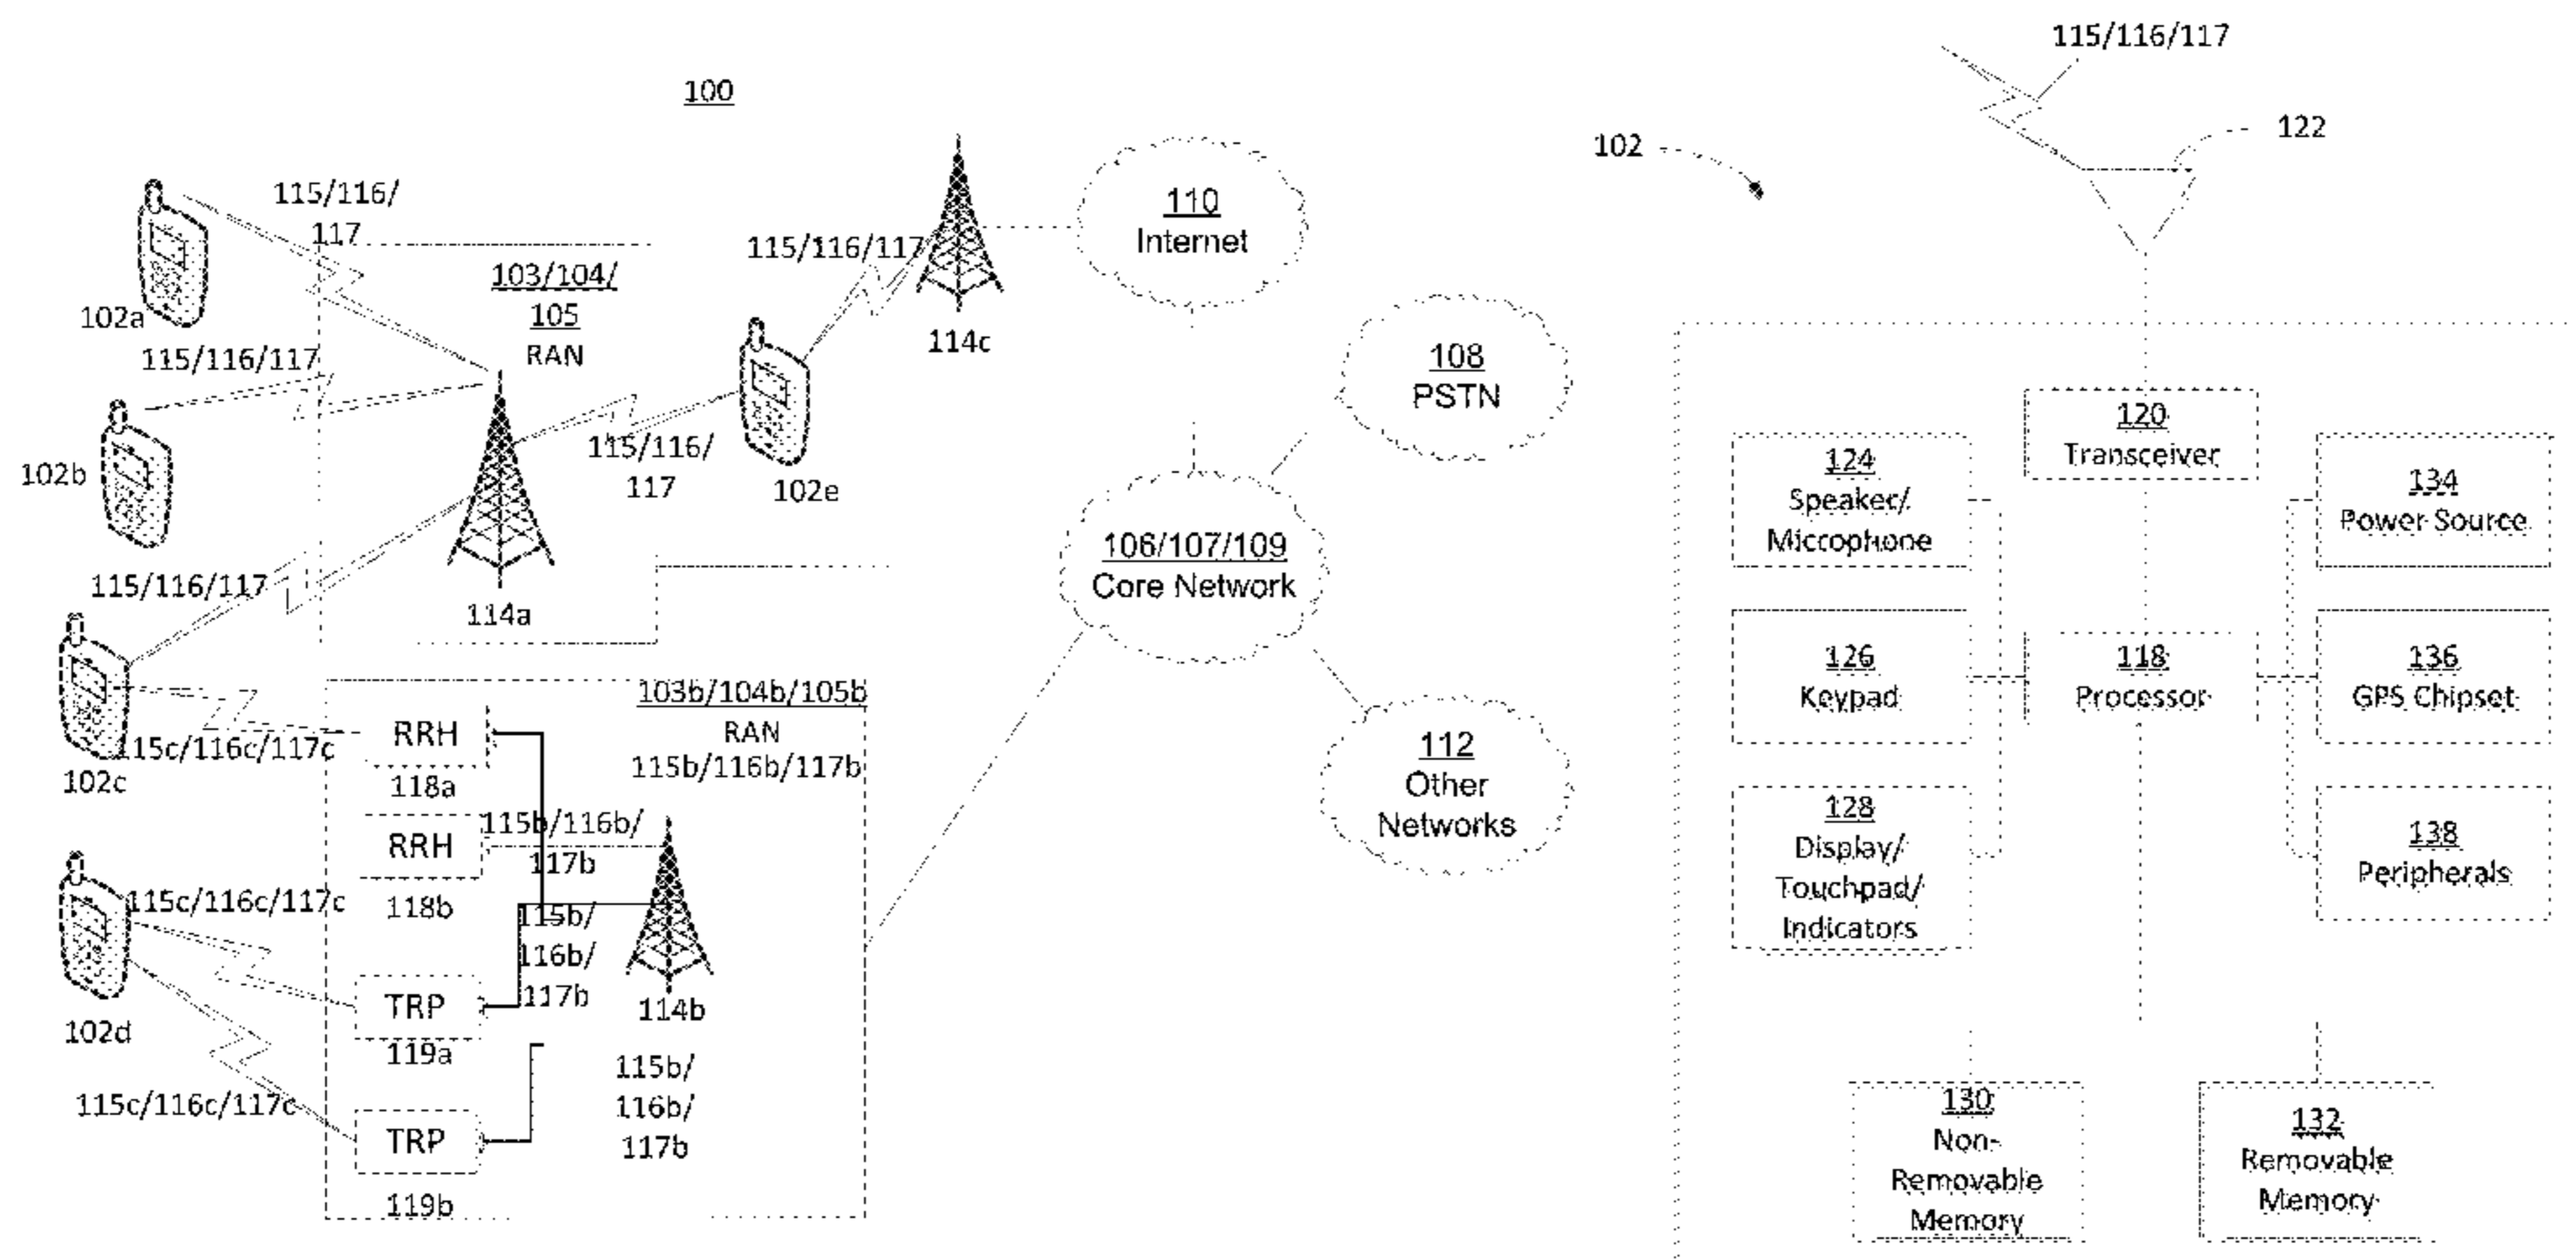 100
115/116/
117
103/104/
105
RAN
102a
115/116/117
102b
115/116/117
102c
114a
115/116/
117
102e
115/116/117
114c
110
Internet
108
PSTN
106/107/109
Core Network
112
Other
Networks
103b/104b/105b
RAN
115b/116b/117b
RRH
118a
115c/116c/117c
RRH
118b
115b/116b/
117b
115b/
116b/
117b
114b
102d
115c/116c/117c
TRP
119a
115c/116c/117c
TRP
119b
115b/
116b/
117b
115/116/117
102
122
120
Transceiver
124
Speaker/
Miccophone
126
Keypad
128
Display/
Touchpad/
Indicators
118
Processor
134
Power Source
136
GPS Chipset
138
Peripherals
130
Non-
Removable
Memory
132
Removable
Memory